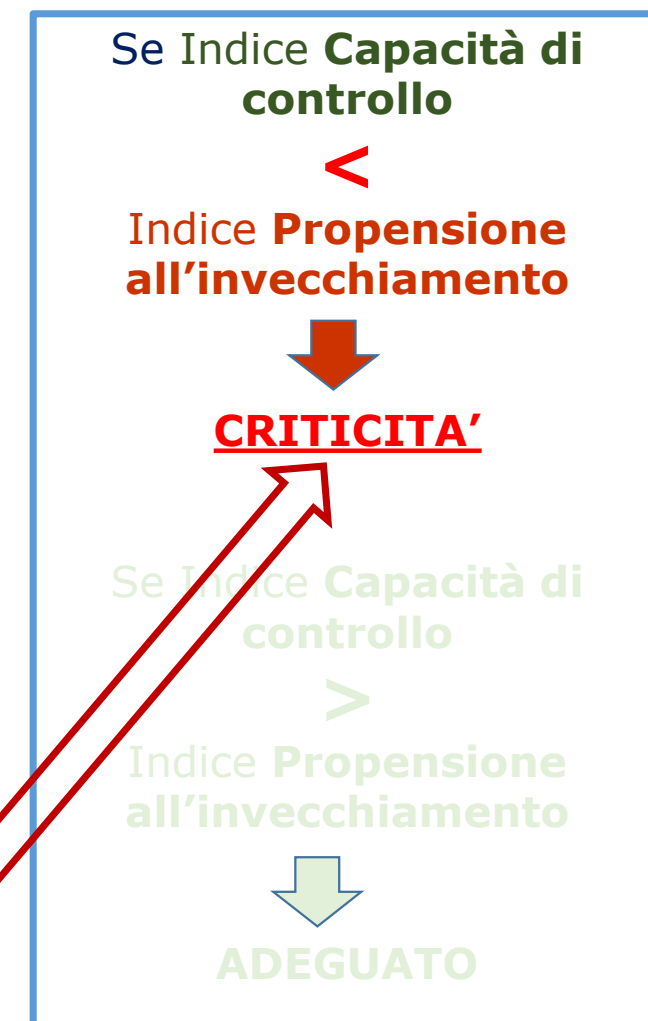 Se Indice Capacità di
controllo
<
Indice Propensione
all’invecchiamento
CRITICITA’
Se Indice Capacità di
controllo
>
Indice Propensione
all’invecchiamento
ADEGUATO